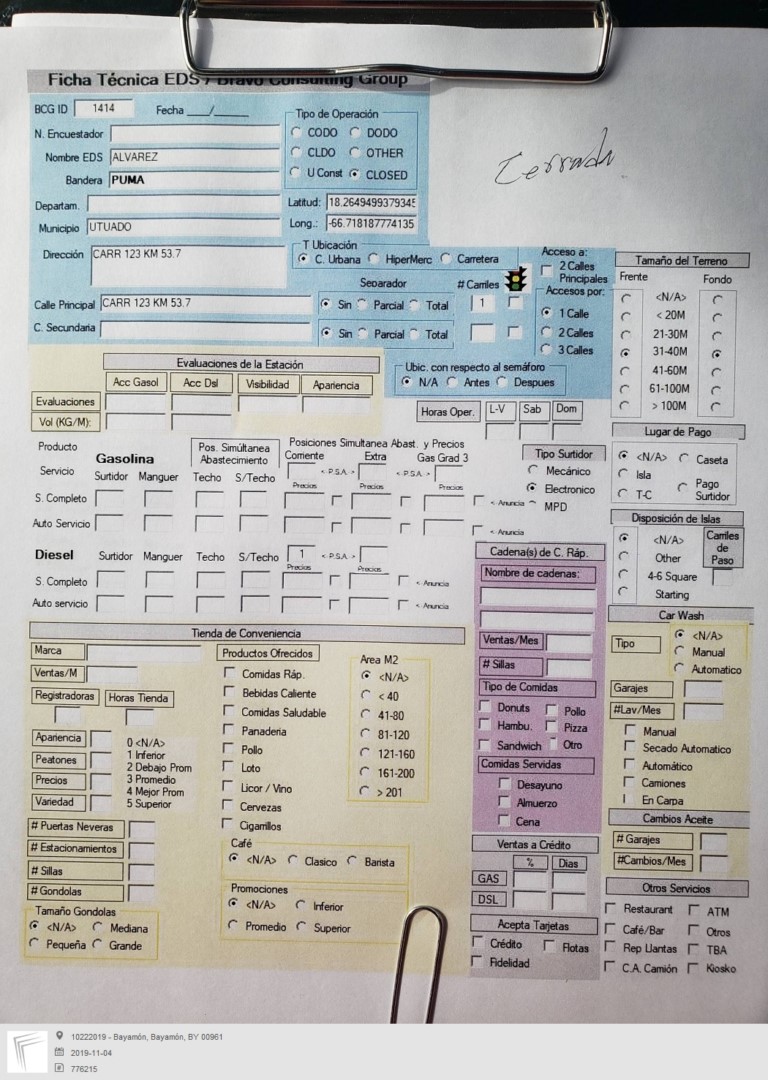 Ficha Técnica EDS / Bravo Consulting Group
BCG ID 1414 Fecha ___/______
N. Encuestador
Nombre EDS ALVAREZ
Bandera PUMA
Departam.
Municipio UTUADO
Tipo de Operación
CODO DODO
CLDO OTHER
U Const CLOSED
Latitud: 18.2649499379345
Long.: -66.718187774135
Cerrada
Dirección CARR 123 KM 53.7
T Ubicación
C. Urbana HiperMerc Carretera
Separador # Carriles
Calle Principal CARR 123 KM 53.7 Sin Parcial Total 1
C. Secundaria Sin Parcial Total
Acceso a:
2 Calles
Principales
Accesos por:
1 Calle
2 Calles
3 Calles
Tamaño del Terreno
Frente Fondo
<N/A>
< 20M
21-30M
31-40M
41-60M
61-100M
> 100M
Evaluaciones de la Estación
Acc Gasol Acc Dsl Visibilidad Apariencia
Evaluaciones
Vol (KG/M):
Ubic. con respecto al semáforo
N/A Antes Despues
Horas Oper. L-V Sab Dom
Lugar de Pago
<N/A> Caseta
Isla Pago
T-C Surtidor
Producto Gasolina Pos. Simúltanea
Abastecimiento
Posiciones Simultanea Abast. y Precios
Corriente Extra Gas Grad 3
Servicio Surtidor Manguer Techo S/Techo < P.S.A. > < P.S.A. >
Precios Precios Precios
S. Completo < Anuncia
Auto Servicio < Anuncia
Tipo Surtidor
Mecánico
Electronico
MPD
Disposición de Islas
<N/A>
Other
4-6 Square
Starting
Carriles
de
Paso
Diesel Surtidor Manguer Techo S/Techo 1 < P.S.A. >
Precios Precios
S. Completo < Anuncia
Auto servicio < Anuncia
Cadena(s) de C. Ráp.
Nombre de cadenas:
Ventas/Mes
# Sillas
Tipo de Comidas
Donuts Pollo
Hambu. Pizza
Sandwich Otro
Comidas Servidas
Desayuno
Almuerzo
Cena
Car Wash
Tipo <N/A>
Manual
Automatico
Garajes
#Lav/Mes
Manual
Secado Automatico
Automático
Camiones
En Carpa
Cambios Aceite
# Garajes
#Cambios/Mes
Tienda de Conveniencia
Marca
Ventas/M
Registradoras Horas Tienda
Apariencia
Peatones
Precios
Variedad
0 <N/A>
1 Inferior
2 Debajo Prom
3 Promedio
4 Mejor Prom
5 Superior
# Puertas Neveras
# Estacionamientos
# Sillas
# Gondolas
Tamaño Gondolas
<N/A> Mediana
Pequeña Grande
Productos Ofrecidos
Comidas Ráp.
Bebidas Caliente
Comidas Saludable
Panaderia
Pollo
Loto
Licor / Vino
Cervezas
Cigarrillos
Area M2
<N/A>
< 40
41-80
81-120
121-160
161-200
> 201
Café
<N/A> Clasico Barista
Promociones
<N/A> Inferior
Promedio Superior
Ventas a Crédito
% Dias
GAS
DSL
Acepta Tarjetas
Crédito Flotas
Fidelidad
Otros Servicios
Restaurant ATM
Café/Bar Otros
Rep Llantas TBA
C.A. Camión Kiosko
10222019 - Bayamón, Bayamón, BY 00961
2019-11-04
776215